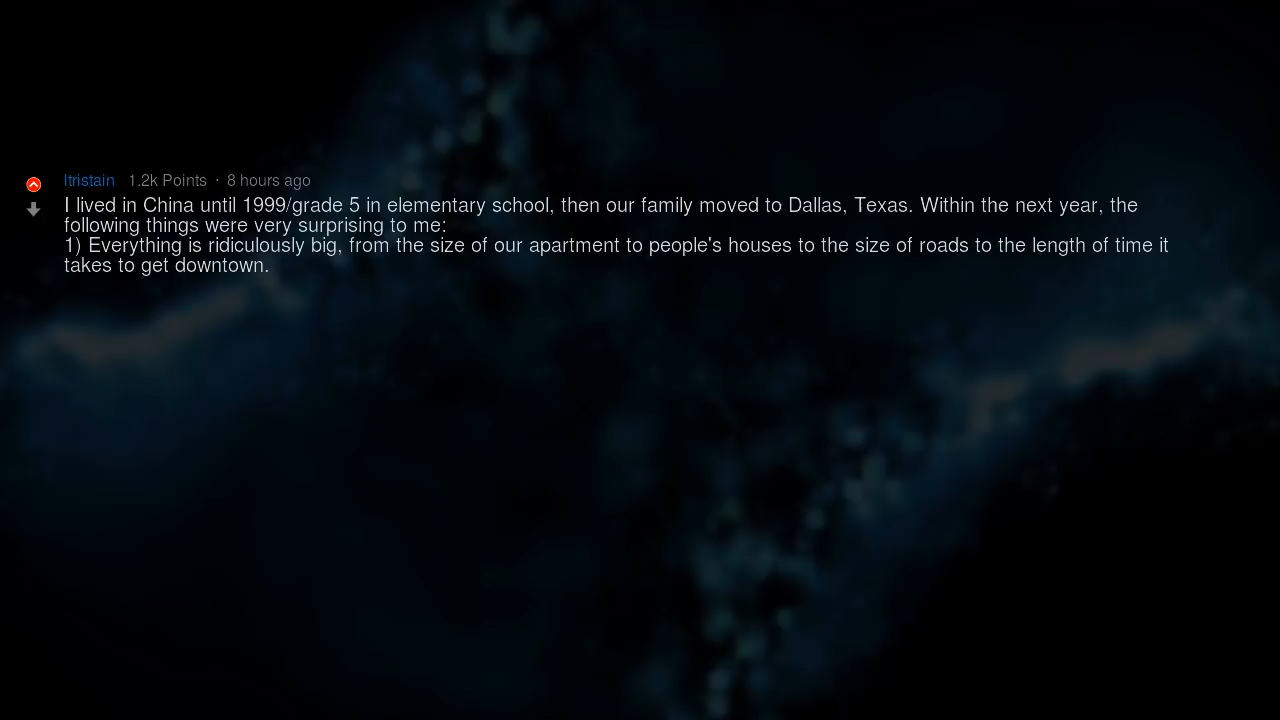 ltristain 1.2k Points · 8 hours ago
I lived in China until 1999/grade 5 in elementary school, then our family moved to Dallas, Texas. Within the next year, the
following things were very surprising to me:
1) Everything is ridiculously big, from the size of our apartment to people's houses to the size of roads to the length of time it
takes to get downtown.